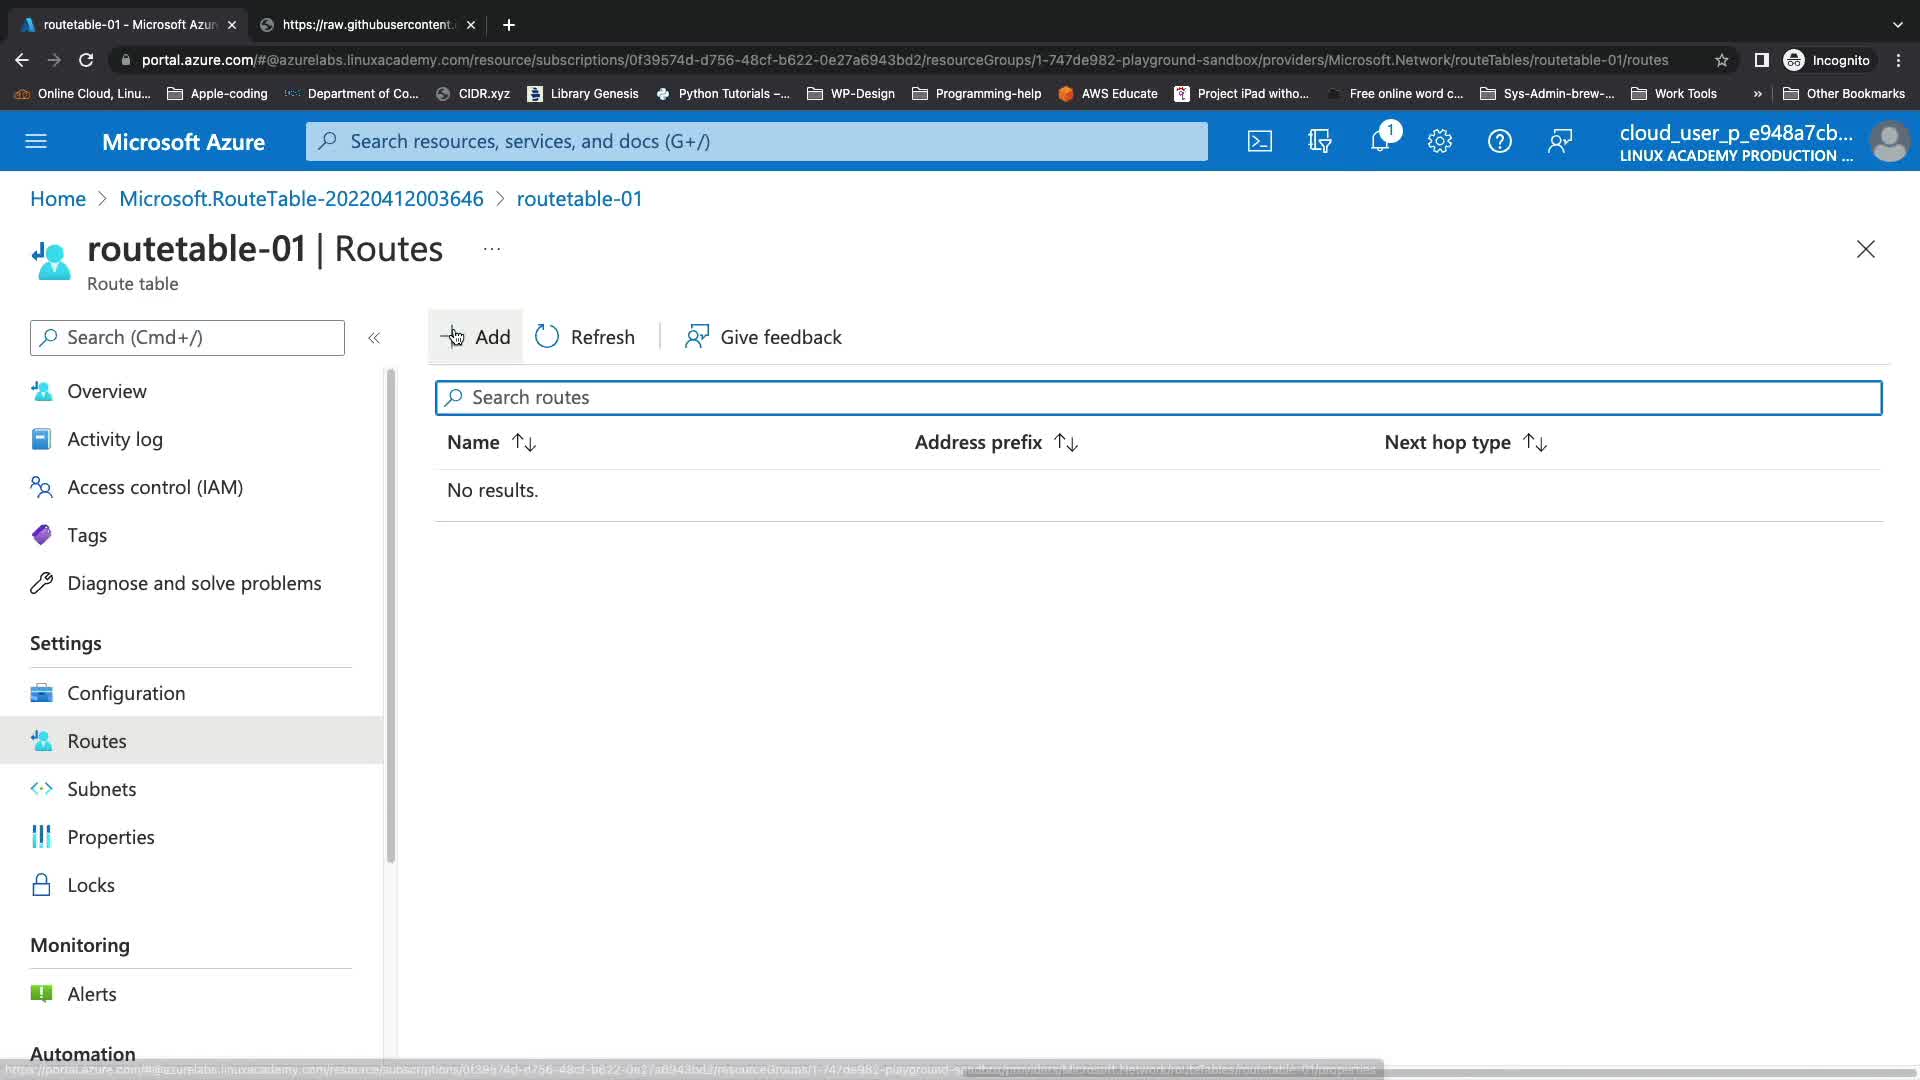 routetable-01 - Microsoft Azur
https://raw.githubusercontent.
portal.azure.com/#@azurelabs.linuxacademy.com/resource/subscriptions/0f39574d-d756-48cf-b622-0e27a6943bd2/resourceGroups/1-747de982-playground-sandbox/providers/Microsoft.Network/routeTables/routetable-01/routes
Incognito
Online Cloud, Linu...
Apple-coding
Department of Co...
CIDR.xyz
Library Genesis
Python Tutorials –...
WP-Design
Programming-help
AWS Educate
Project iPad witho...
Free online word c...
Sys-Admin-brew-...
Work Tools
»
Other Bookmarks
Microsoft Azure
Search resources, services, and docs (G+/)
1
cloud_user_p_e948a7cb...
LINUX ACADEMY PRODUCTION ...
Home > Microsoft.RouteTable-20220412003646 > routetable-01
routetable-01 | Routes ...
Route table
Search (Cmd+/)
«
Add
Refresh
Give feedback
Search routes
Name
Address prefix
Next hop type
No results.
Overview
Activity log
Access control (IAM)
Tags
Diagnose and solve problems
Settings
Configuration
Routes
Subnets
Properties
Locks
Monitoring
Alerts
Automation
https://portal.azure.com/#@azurelabs.linuxacademy.com/resource/subscriptions/0f39574d-d756-48cf-b622-0e27a6943bd2/resourceGroups/1-747de982-playground-sandbox/providers/Microsoft.Network/routeTables/routetable-01/properties